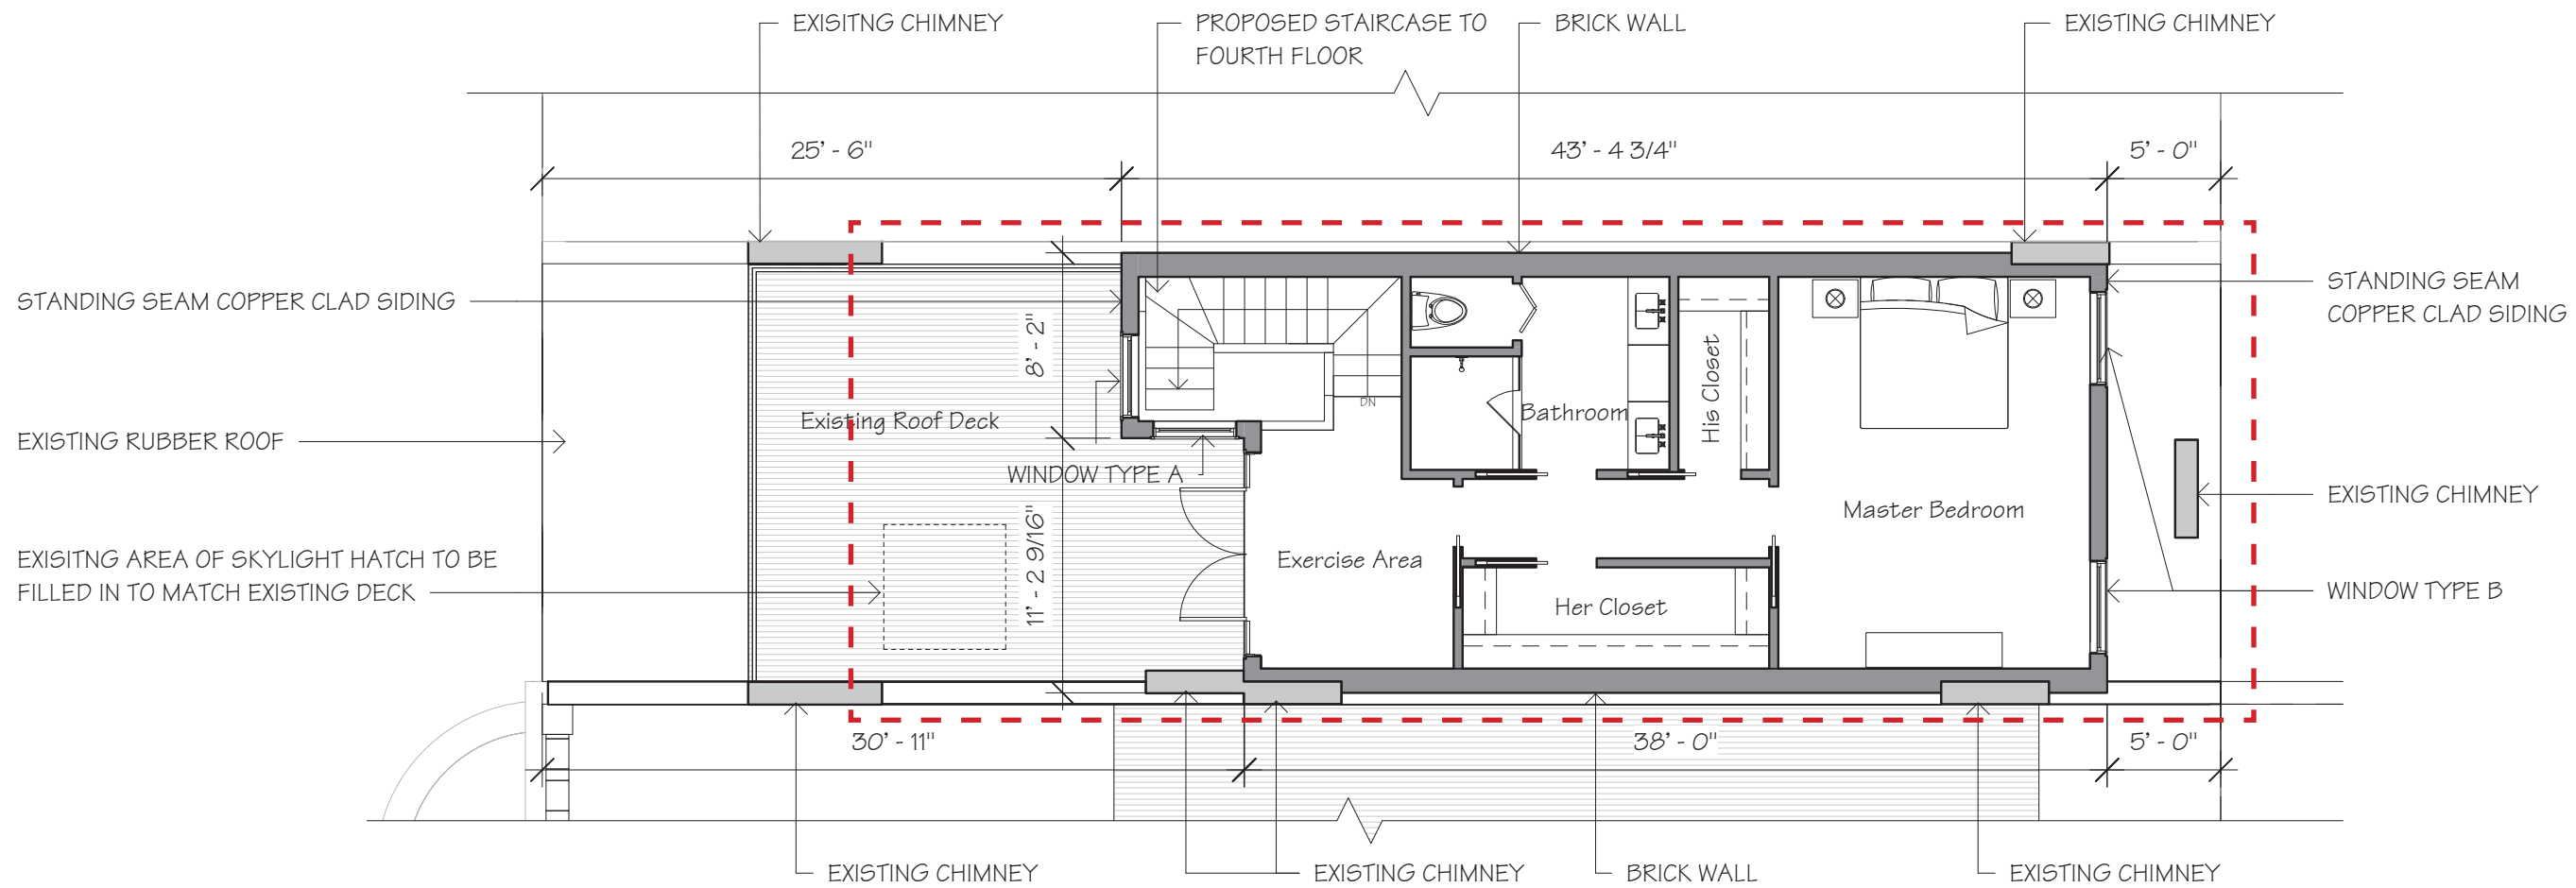 EXISITNG CHIMNEY
PROPOSED STAIRCASE TO
FOURTH FLOOR
BRICK WALL
EXISTING CHIMNEY
25' - 6"
43' - 4 3/4"
5' - 0"
STANDING SEAM COPPER CLAD SIDING
STANDING SEAM
COPPER CLAD SIDING
8' - 2"
His Closet
DN
Existing Roof Deck
Bathroom
EXISTING RUBBER ROOF
WINDOW TYPE A
EXISTING CHIMNEY
Master Bedroom
11' - 2 9/16"
Exercise Area
EXISITNG AREA OF SKYLIGHT HATCH TO BE
FILLED IN TO MATCH EXISTING DECK
Her Closet
WINDOW TYPE B
30' - 11"
38' - 0"
5' - 0"
EXISTING CHIMNEY
EXISTING CHIMNEY
BRICK WALL
EXISTING CHIMNEY